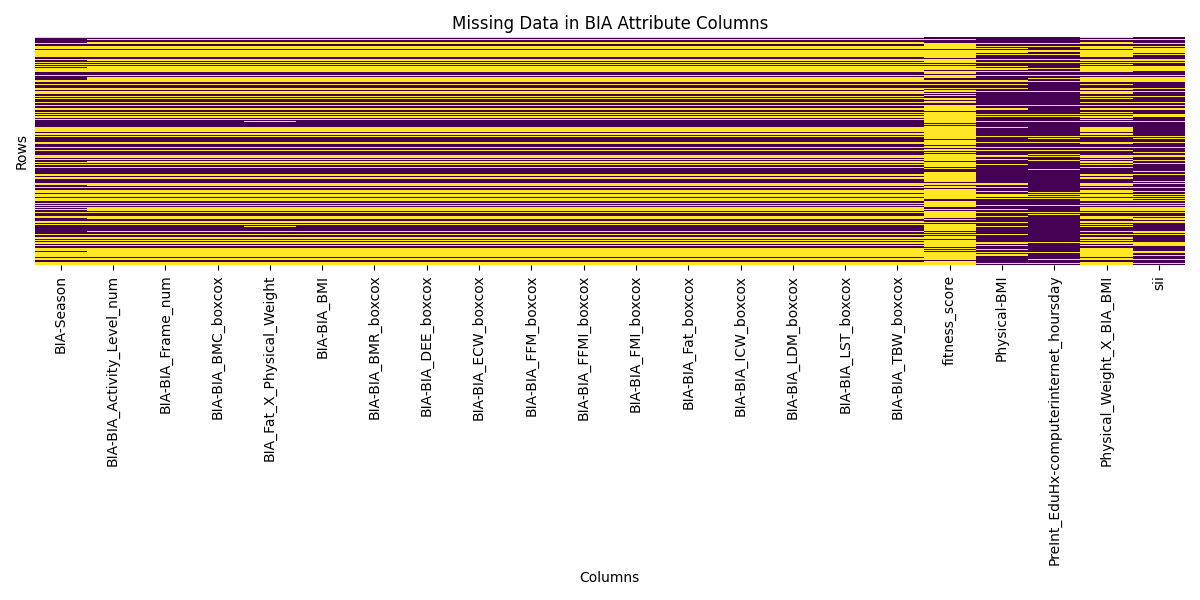 Missing Data in BIA Attribute Columns
Rows
BIA-Season
BIA-BIA_Activity_Level_num
BIA-BIA_Frame_num
BIA-BIA_BMC_boxcox
BIA_Fat_X_Physical_Weight
BIA-BIA_BMI
BIA-BIA_BMR_boxcox
BIA-BIA_DEE_boxcox
BIA-BIA_ECW_boxcox
BIA-BIA_FFM_boxcox
BIA-BIA_FFMI_boxcox
BIA-BIA_FMI_boxcox
BIA-BIA_Fat_boxcox
BIA-BIA_ICW_boxcox
BIA-BIA_LDM_boxcox
BIA-BIA_LST_boxcox
BIA-BIA_TBW_boxcox
fitness_score
Physical-BMI
PreInt_EduHx-computerinternet_hoursday
Physical_Weight_X_BIA_BMI
sii
Columns